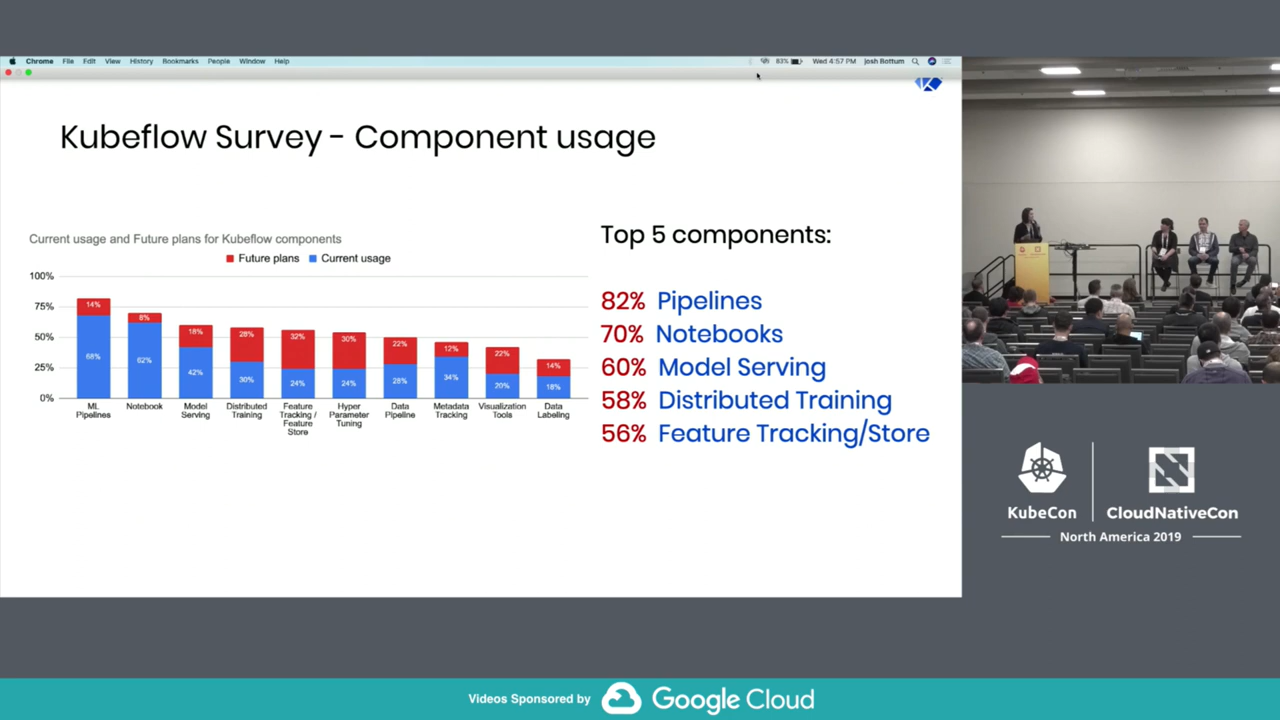 Chrome File Edit View History Bookmarks People Window Help
83% Wed 4:57 PM Josh Bottum
Kubeflow Survey - Component usage
Current usage and Future plans for Kubeflow components
Future plans Current usage
100%
75%
50%
25%
0%
14%
68%
8%
62%
18%
42%
28%
30%
32%
24%
30%
24%
22%
28%
12%
34%
22%
20%
14%
18%
ML
Pipelines
Notebook
Model
Serving
Distributed
Training
Feature
Tracking /
Feature
Store
Hyper
Parameter
Tuning
Data
Pipeline
Metadata
Tracking
Visualization
Tools
Data
Labeling
Top 5 components:
82% Pipelines
70% Notebooks
60% Model Serving
58% Distributed Training
56% Feature Tracking/Store
KubeCon
CloudNativeCon
North America 2019
Videos Sponsored by Google Cloud